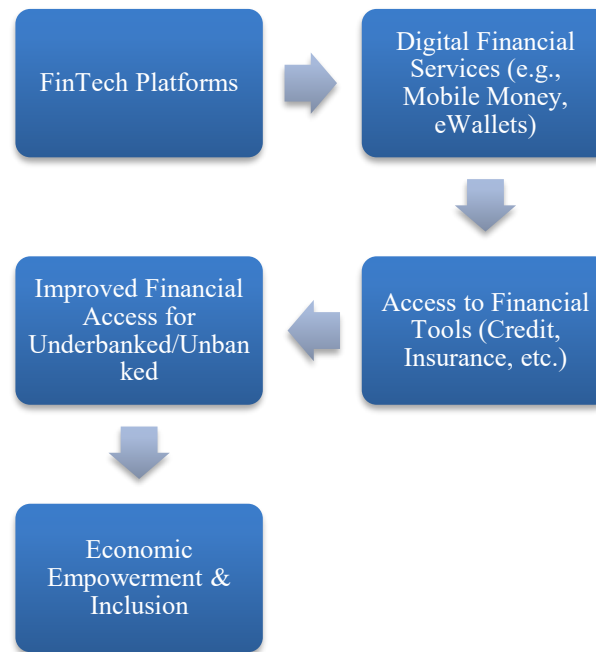 FinTech Platforms
Digital Financial
Services (e.g.,
Mobile Money,
eWallets)
Access to Financial
Tools (Credit,
Insurance, etc.)
Improved Financial
Access for
Underbanked/Unban
ked
Economic
Empowerment &
Inclusion